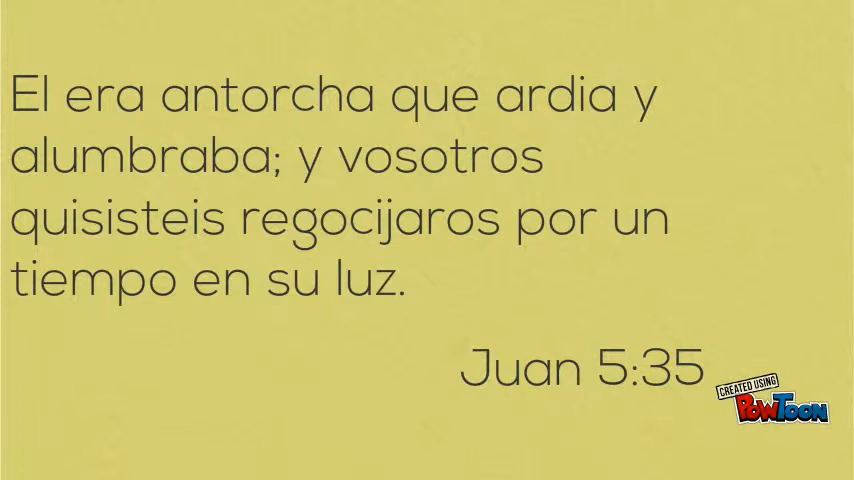 El era antorcha que ardia y
alumbraba; y vosotros
quisisteis regocijaros por un
tiempo en su luz.
Juan 5:35
CREATED USING
POWTOON